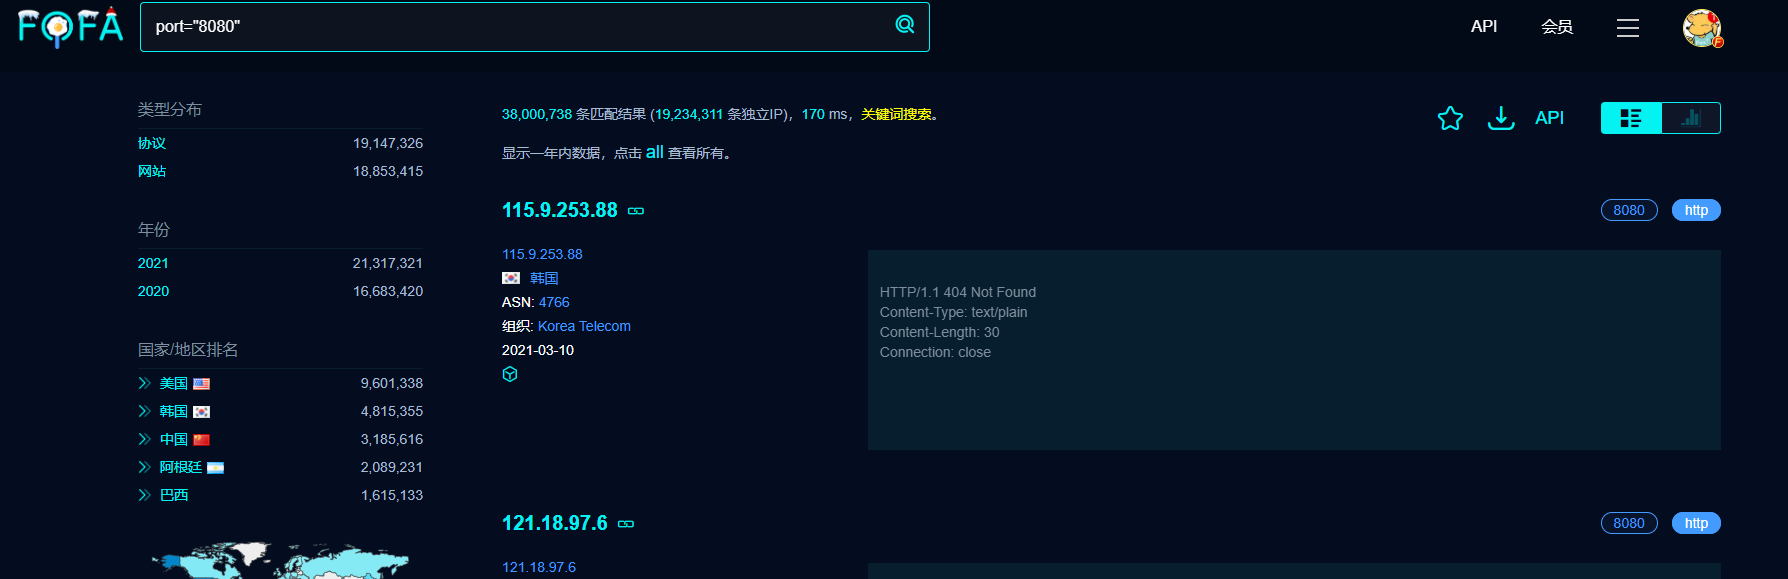 FOFA
port="8080"
API
会员
类型分布
协议 19,147,326
网站 18,853,415
年份
2021 21,317,321
2020 16,683,420
国家/地区排名
美国 9,601,338
韩国 4,815,355
中国 3,185,616
阿根廷 2,089,231
巴西 1,615,133
38,000,738 条匹配结果 (19,234,311 条独立IP)，170 ms，关键词搜索。
API
显示一年内数据，点击 all 查看所有。
115.9.253.88
8080
http
115.9.253.88
韩国
ASN: 4766
组织: Korea Telecom
2021-03-10
HTTP/1.1 404 Not Found
Content-Type: text/plain
Content-Length: 30
Connection: close
121.18.97.6
8080
http
121.18.97.6